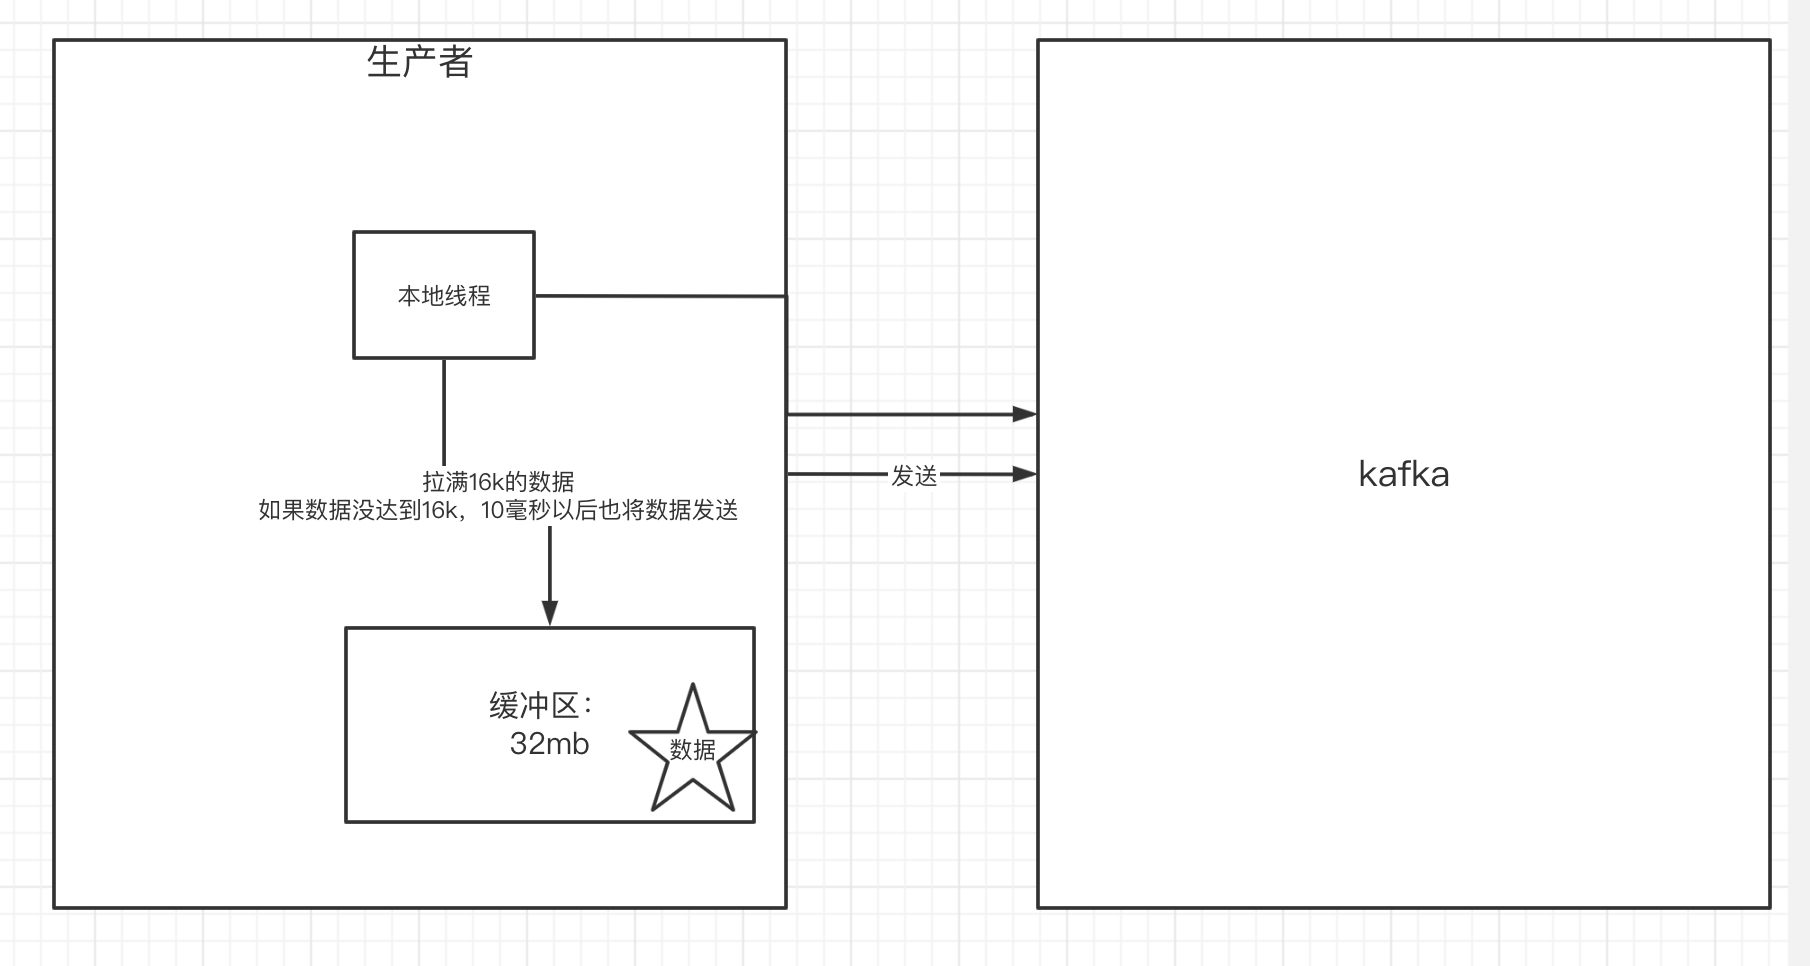 生产者
本地线程
拉满16k的数据
如果数据没达到16k，10毫秒以后也将数据发送
缓冲区：
32mb
数据
发送
kafka